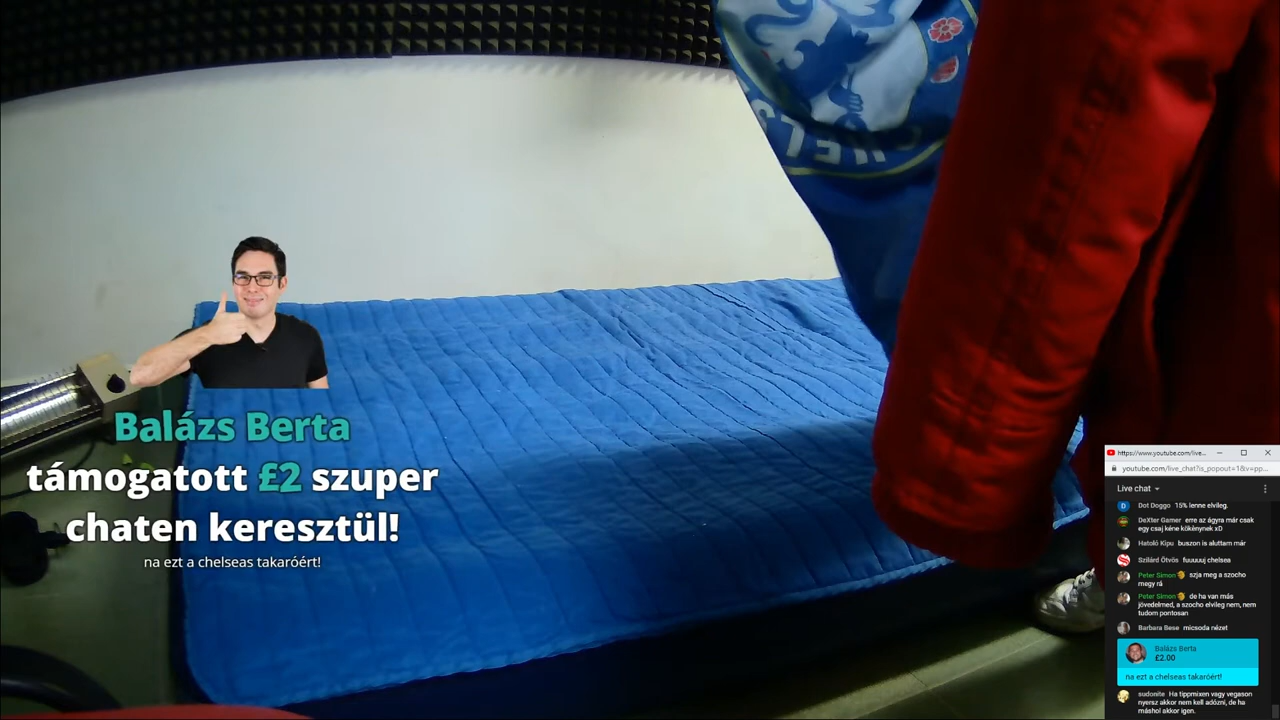 CHELS
Balázs Berta
támogatott £2 szuper
chaten keresztül!
na ezt a chelseas takaróért!
https://www.youtube.com/live...
youtube.com/live_chat?is_popout=1&v=pp...
Live chat
D Dot Doggo 15% lenne elvileg.
DeXter Gamer erre az ágyra már csak
egy csaj kéne kökénynek xD
Hatoló Kipu buszon is aluttam már
Szilárd Ötvös fuuuuuj chelsea
Peter Simon szja meg a szocho
megy rá
Peter Simon de ha van más
jövedelmed, a szocho elvileg nem, nem
tudom pontosan
Barbara Bese micsoda nézet
Balázs Berta
£2.00
na ezt a chelseas takaróért!
sudonite Ha tippmixen vagy vegason
nyersz akkor nem kell adózni, de ha
máshol akkor igen.